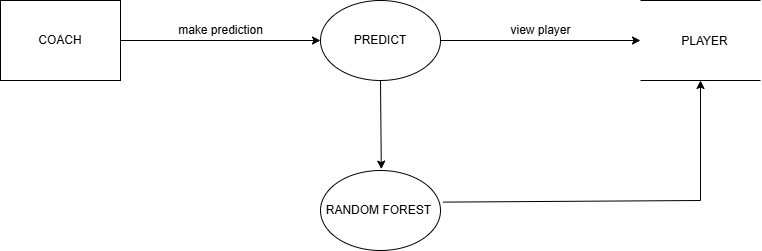 COACH
make prediction
PREDICT
view player
PLAYER
RANDOM FOREST